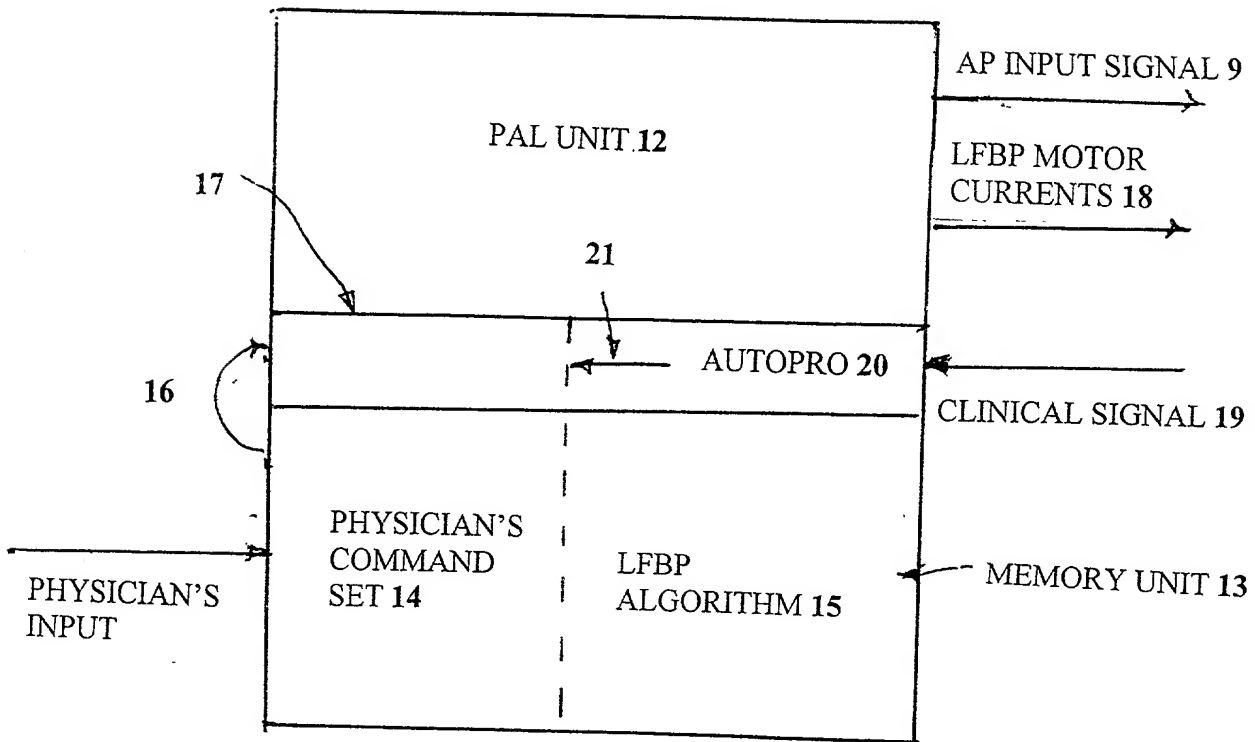 AP INPUT SIGNAL 9
PAL UNIT 12
LFBP MOTOR
CURRENTS 18
17
21
AUTOPRO 20
16
CLINICAL SIGNAL 19
PHYSICIAN'S
COMMAND
SET 14
LFBP
ALGORITHM 15
MEMORY UNIT 13
PHYSICIAN'S
INPUT